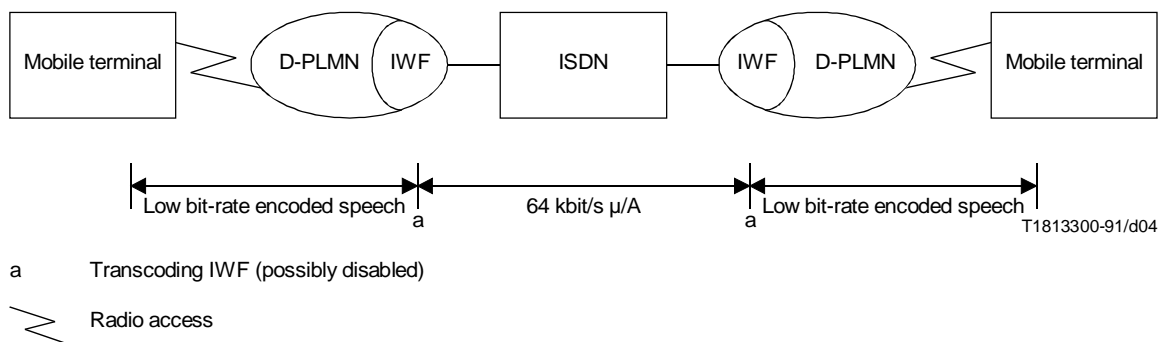 Mobile terminal D-PLMN IWF ISDN IWF D-PLMN Mobile terminal
Low bit-rate encoded speech 64 kbit/s µ/A Low bit-rate encoded speech
a a
T1813300-91/d04
a Transcoding IWF (possibly disabled)
Radio access